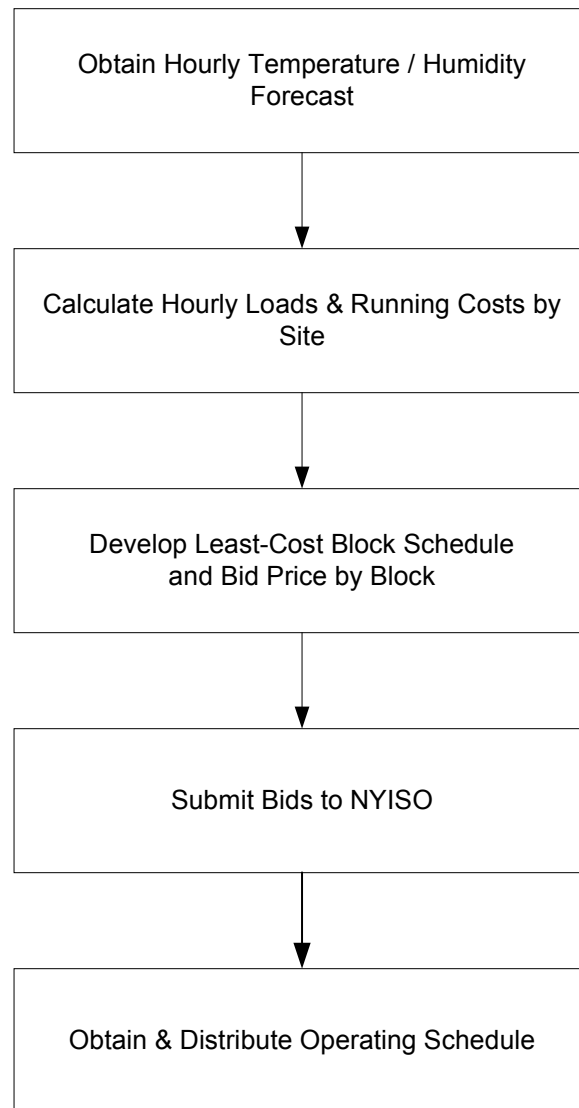 Obtain Hourly Temperature / Humidity
Forecast
Calculate Hourly Loads & Running Costs by
Site
Develop Least-Cost Block Schedule
and Bid Price by Block
Submit Bids to NYISO
Obtain & Distribute Operating Schedule